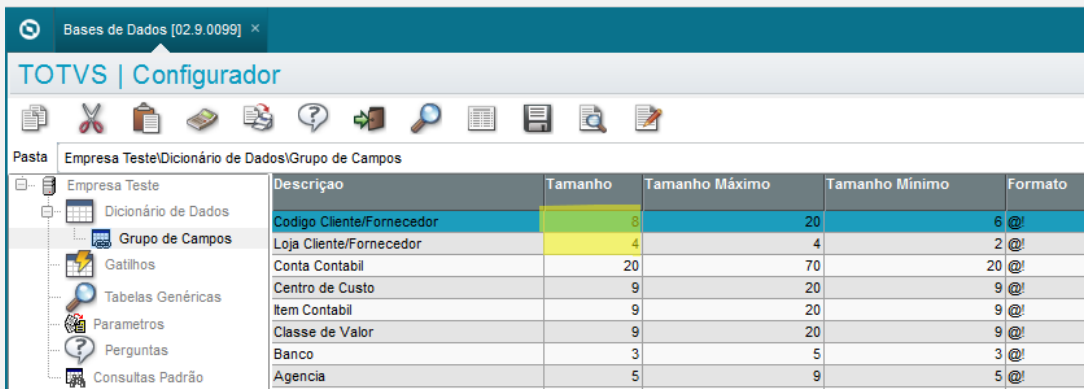 Bases de Dados [02.9.0099] ×
TOTVS | Configurador
Pasta Empresa Teste\Dicionário de Dados\Grupo de Campos
Empresa Teste
Dicionário de Dados
Grupo de Campos
Gatilhos
Tabelas Genéricas
Parametros
Perguntas
Consultas Padrão
Descriçao Tamanho Tamanho Máximo Tamanho Mínimo Formato
Codigo Cliente/Fornecedor 8 20 6 @!
Loja Cliente/Fornecedor 4 4 2 @!
Conta Contabil 20 70 20 @!
Centro de Custo 9 20 9 @!
Item Contabil 9 20 9 @!
Classe de Valor 9 20 9 @!
Banco 3 5 3 @!
Agencia 5 9 5 @!